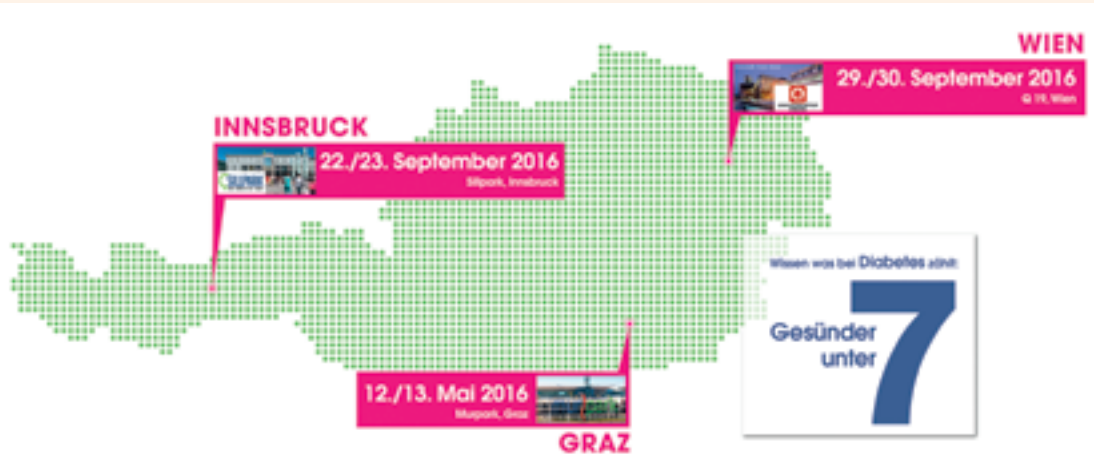 WIEN
29./30. September 2016
Q 19, Wien
INNSBRUCK
22./23. September 2016
Sillpark, Innsbruck
SILLPARK
Wissen was bei Diabetes zählt:
Gesünder
unter
7
12./13. Mai 2016
Murpark, Graz
GRAZ